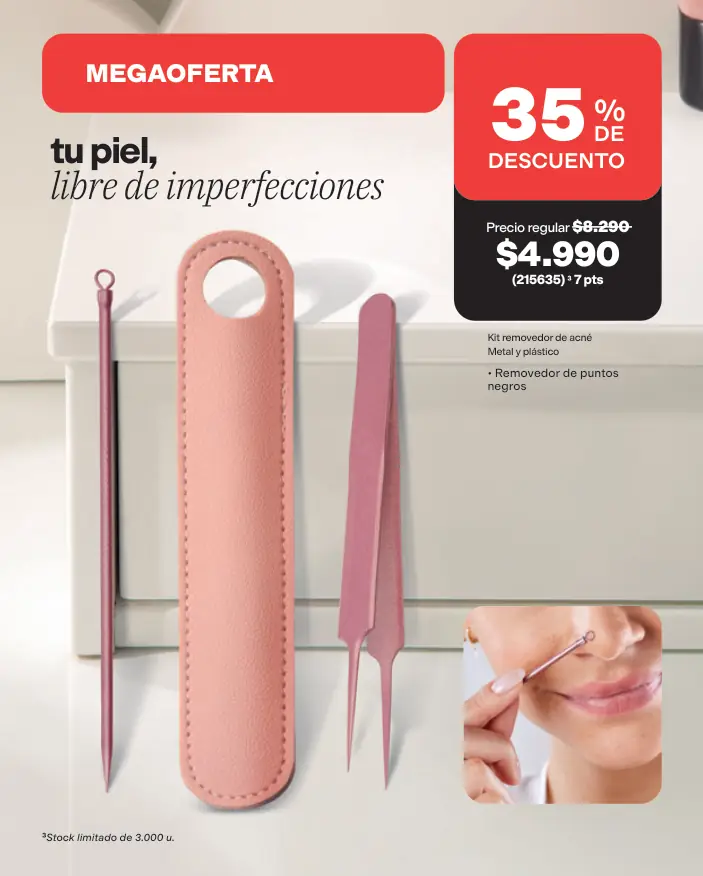 MEGAOFERTA
35 %
DE
DESCUENTO
tu piel,
libre de imperfecciones
Precio regular $8.290
$4.990
(215635) ³ 7 pts
Kit removedor de acné
Metal y plástico
• Removedor de puntos
negros
³Stock limitado de 3.000 u.